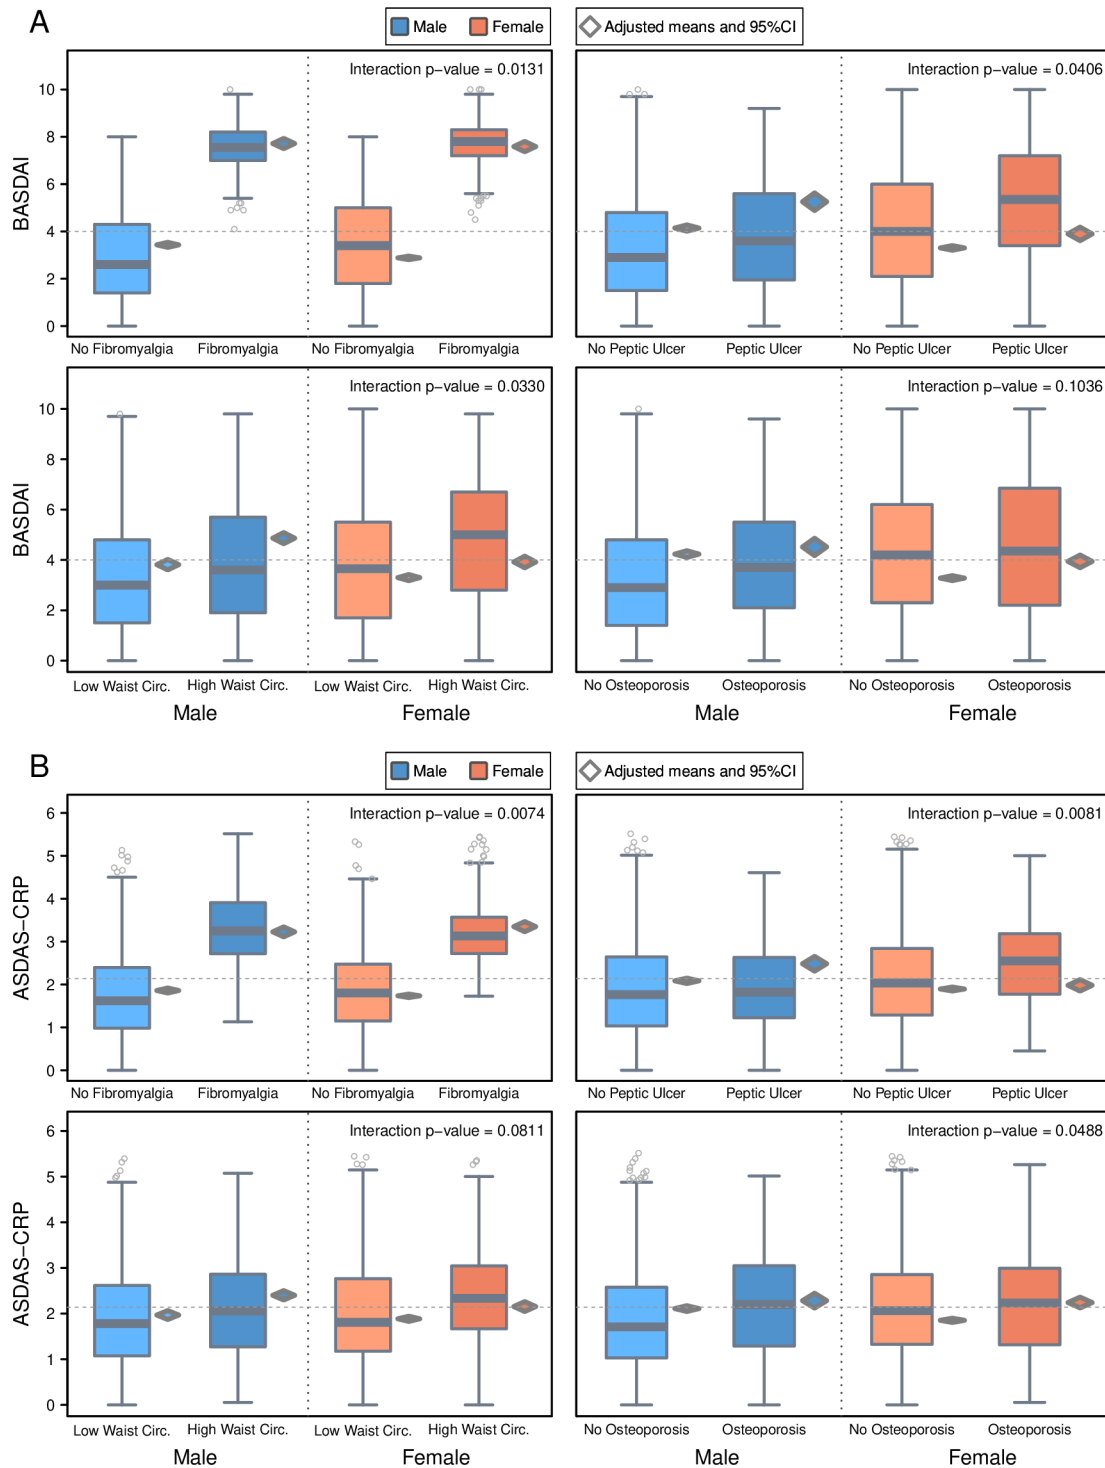 A
Male Female Adjusted means and 95%CI
BASDAI
10
8
6
4
2
0
Interaction p−value = 0.0131
No Fibromyalgia Fibromyalgia No Fibromyalgia Fibromyalgia
Interaction p−value = 0.0406
No Peptic Ulcer Peptic Ulcer No Peptic Ulcer Peptic Ulcer
BASDAI
10
8
6
4
2
0
Interaction p−value = 0.0330
Low Waist Circ. High Waist Circ. Low Waist Circ. High Waist Circ.
Male Female
Interaction p−value = 0.1036
No Osteoporosis Osteoporosis No Osteoporosis Osteoporosis
Male Female
B
Male Female Adjusted means and 95%CI
ASDAS−CRP
6
5
4
3
2
1
0
Interaction p−value = 0.0074
No Fibromyalgia Fibromyalgia No Fibromyalgia Fibromyalgia
Interaction p−value = 0.0081
No Peptic Ulcer Peptic Ulcer No Peptic Ulcer Peptic Ulcer
ASDAS−CRP
6
5
4
3
2
1
0
Interaction p−value = 0.0811
Low Waist Circ. High Waist Circ. Low Waist Circ. High Waist Circ.
Male Female
Interaction p−value = 0.0488
No Osteoporosis Osteoporosis No Osteoporosis Osteoporosis
Male Female